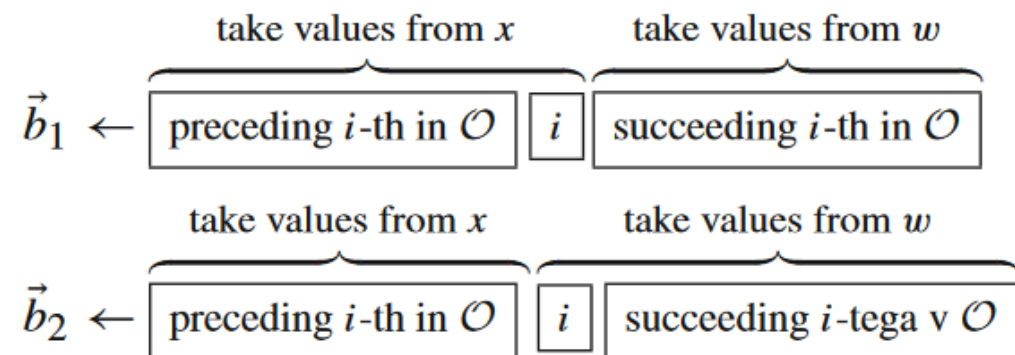 take values from x take values from w
b⃗₁ ← preceding i-th in 𝒪 i succeeding i-th in 𝒪
take values from x take values from w
b⃗₂ ← preceding i-th in 𝒪 i succeeding i-tega v 𝒪